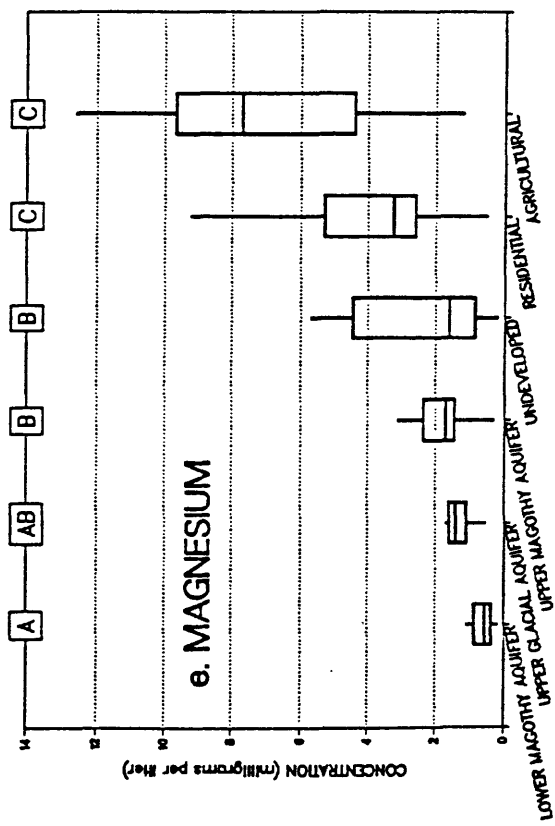 A AB B B C C
14
12
10
8
6
4
2
0
CONCENTRATION (milligrams per liter)
e. MAGNESIUM
LOWER MAGOTHY AQUIFER'
UPPER GLACIAL AQUIFER'
UPPER MAGOTHY AQUIFER'
UNDEVELOPED'
RESIDENTIAL'
AGRICULTURAL'